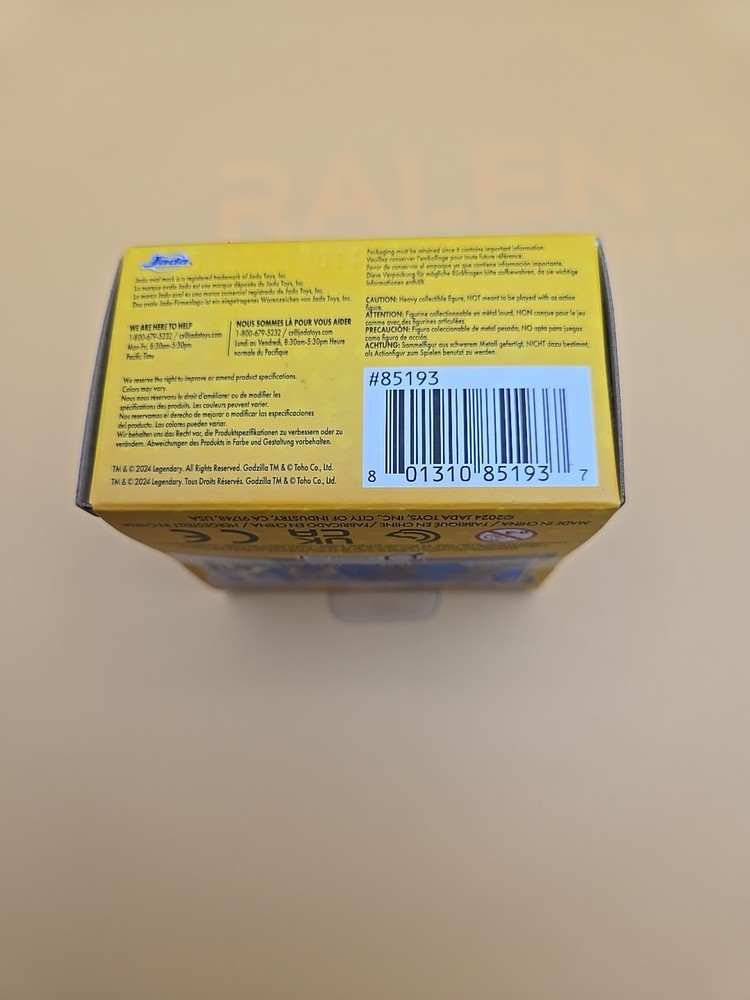 RALENO
Jada
Jada oval mark is a registered trademark of Jada Toys, Inc.
La marque ovale Jada est une marque déposée de Jada Toys, Inc.
La marca Jada oval es una marca comercial registrada de Jada Toys, Inc.
Das ovale Jada-Firmenlogo ist ein eingetragenes Warenzeichen von Jada Toys, Inc.
WE ARE HERE TO HELP
1-800-679-5232 / cs@jadatoys.com
Mon-Fri, 8:30am-5:30pm
Pacific Time
NOUS SOMMES LÀ POUR VOUS AIDER
1-800-679-5232 / cs@jadatoys.com
Lundi au Vendredi, 8:30am-5:30pm Heure
normale du Pacifique
We reserve the right to improve or amend product specifications.
Colors may vary.
Nous nous réservons le droit d'améliorer ou de modifier les
spécifications des produits. Les couleurs peuvent varier.
Nos reservamos el derecho de mejorar o modificar las especificaciones
del producto. Los colores pueden variar.
Wir behalten uns das Recht vor, die Produktspezifikationen zu verbessern oder zu
verändern. Abweichungen des Produkts in Farbe und Gestaltung vorbehalten.
TM & © 2024 Legendary. All Rights Reserved. Godzilla TM & © Toho Co., Ltd.
TM & © 2024 Legendary. Tous Droits Réservés. Godzilla TM & © Toho Co., Ltd.
Packaging must be retained since it contains important information.
Veuillez conserver l'emballage pour toute future référence.
Favor de conservar el empaque ya que contiene información importante.
Diese Verpackung für mögliche Rückfragen bitte aufbewahren, da sie wichtige
Informationen enthält.
CAUTION: Heavy collectible figure, NOT meant to be played with as action
figure.
ATTENTION: Figurine collectionnable en métal lourd, NON conçue pour le jeu
comme avec des figurines articulées.
PRECAUCIÓN: Figura coleccionable de metal pesado, NO apta para juegos
como figura de acción.
ACHTUNG: Sammelfigur aus schwerem Metall gefertigt, NICHT dazu bestimmt,
als Actionfigur zum Spielen benutzt zu werden.
#85193
8 01310 85193 7
©2024 JADA TOYS, INC., CITY OF INDUSTRY, CA 91748, USA
MADE IN CHINA / FABRIQUÉ EN CHINE / FABRICADO EN CHINA / HERGESTELLT IN CHINA
CE
UK
CA
0-3